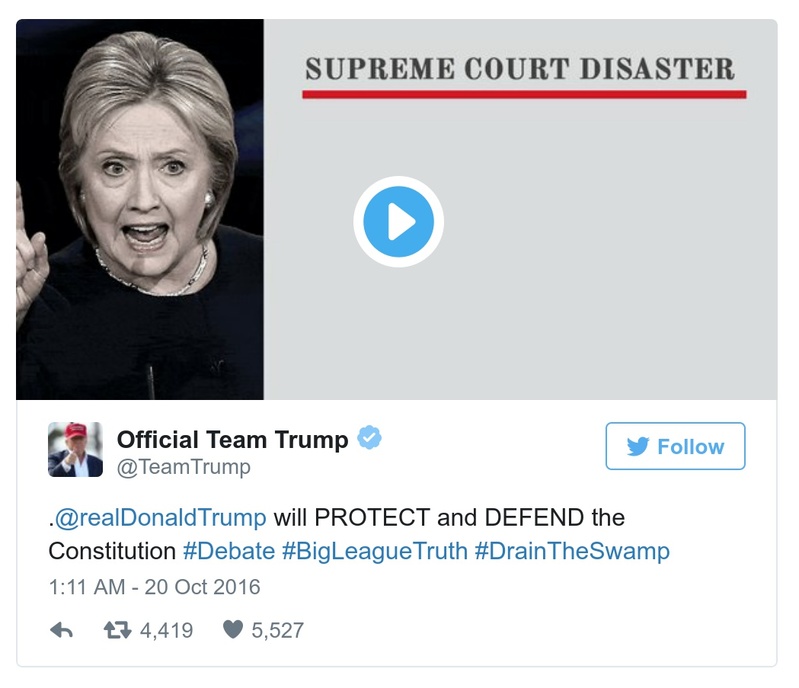 SUPREME COURT DISASTER
Official Team Trump
@TeamTrump
Follow
.@realDonaldTrump will PROTECT and DEFEND the
Constitution #Debate #BigLeagueTruth #DrainTheSwamp
1:11 AM - 20 Oct 2016
4,419 5,527